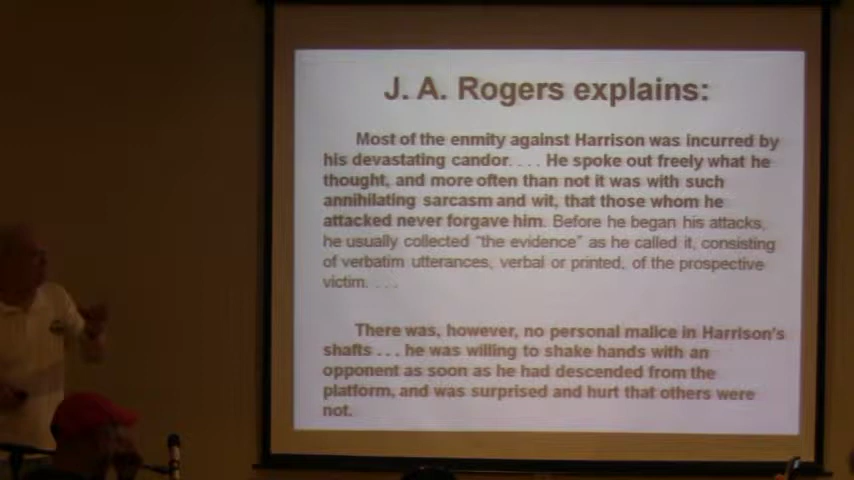 J. A. Rogers explains:
Most of the enmity against Harrison was incurred by
his devastating candor. . . . He spoke out freely what he
thought, and more often than not it was with such
annihilating sarcasm and wit, that those whom he
attacked never forgave him. Before he began his attacks,
he usually collected "the evidence" as he called it, consisting
of verbatim utterances, verbal or printed, of the prospective
victim. . . .
There was, however, no personal malice in Harrison's
shafts . . . he was willing to shake hands with an
opponent as soon as he had descended from the
platform, and was surprised and hurt that others were
not.